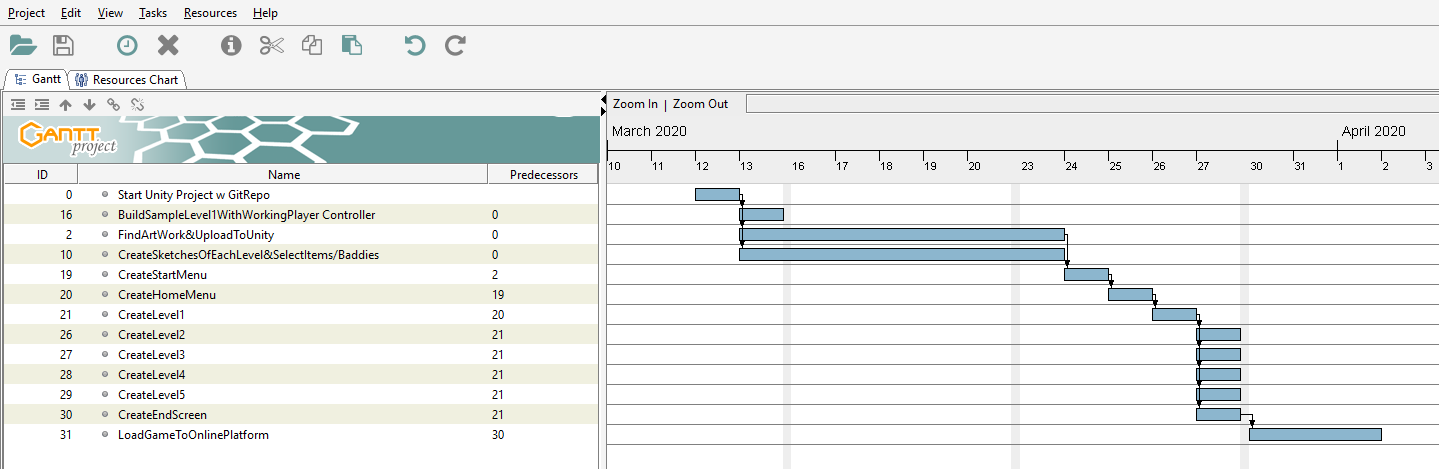 Project Edit View Tasks Resources Help
Gantt Resources Chart
Zoom In | Zoom Out
GANTT project
March 2020 April 2020
10 11 12 13 16 17 18 19 20 23 24 25 26 27 30 31 1 2 3
ID Name Predecessors
0 Start Unity Project w GitRepo
16 BuildSampleLevel1WithWorkingPlayer Controller 0
2 FindArtWork&UploadToUnity 0
10 CreateSketchesOfEachLevel&SelectItems/Baddies 0
19 CreateStartMenu 2
20 CreateHomeMenu 19
21 CreateLevel1 20
26 CreateLevel2 21
27 CreateLevel3 21
28 CreateLevel4 21
29 CreateLevel5 21
30 CreateEndScreen 21
31 LoadGameToOnlinePlatform 30